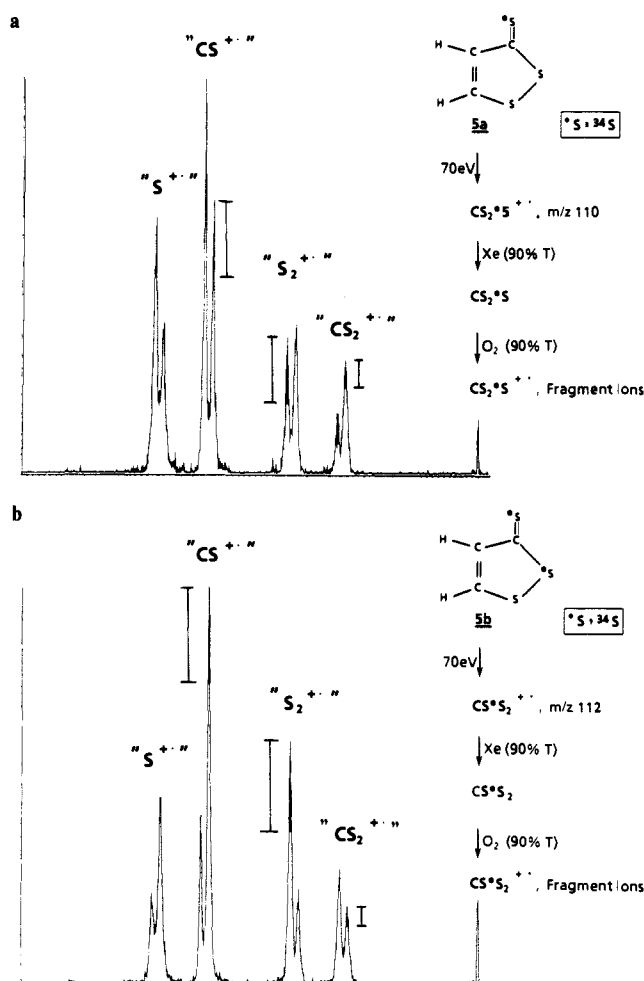 a
"CS+·"
"S+·"
"S2+·"
"CS2+·"
*S
H
C
C
S
H
C
S
5a
*S = 34S
70eV
CS2*S+·, m/z 110
Xe (90% T)
CS2*S
O2 (90% T)
CS2*S+·, Fragment Ions
b
"CS+·"
"S2+·"
"S+·"
"CS2+·"
*S
H
C
C
*S
H
C
S
5b
*S = 34S
70eV
CS*S2+·, m/z 112
Xe (90% T)
CS*S2
O2 (90% T)
CS*S2+·, Fragment Ions